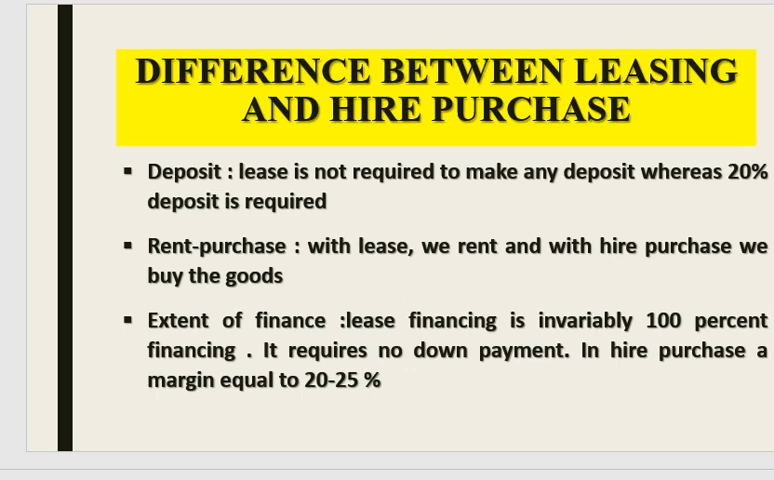 DIFFERENCE BETWEEN LEASING
AND HIRE PURCHASE
▪ Deposit : lease is not required to make any deposit whereas 20%
deposit is required
▪ Rent-purchase : with lease, we rent and with hire purchase we
buy the goods
▪ Extent of finance :lease financing is invariably 100 percent
financing . It requires no down payment. In hire purchase a
margin equal to 20-25 %